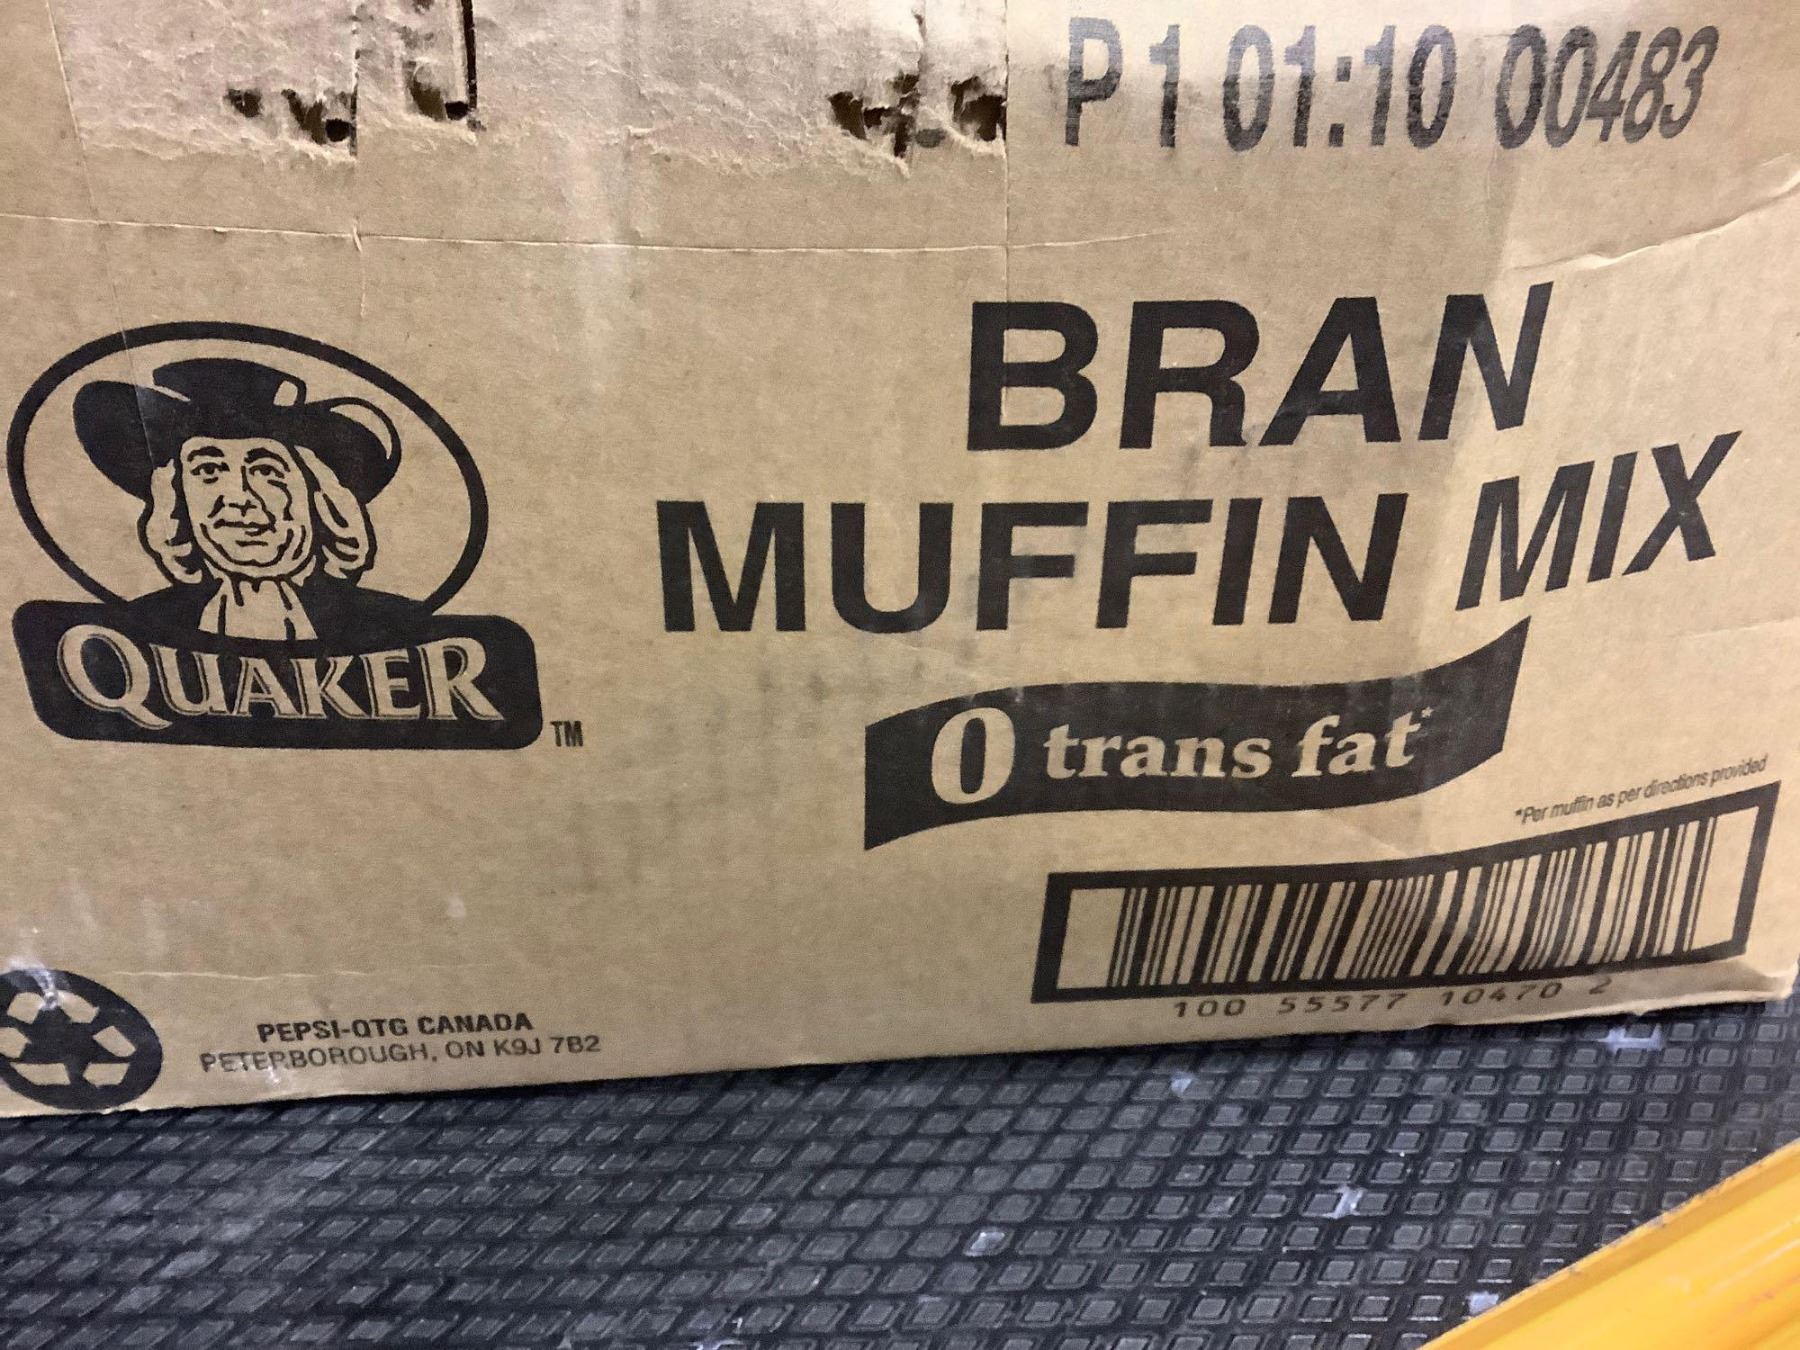 P1 01:10 00483
BRAN
MUFFIN MIX
QUAKER
TM
0 trans fat*
*Per muffin as per directions provided
100 55577 10470 2
PEPSI-QTG CANADA
PETERBOROUGH, ON K9J 7B2